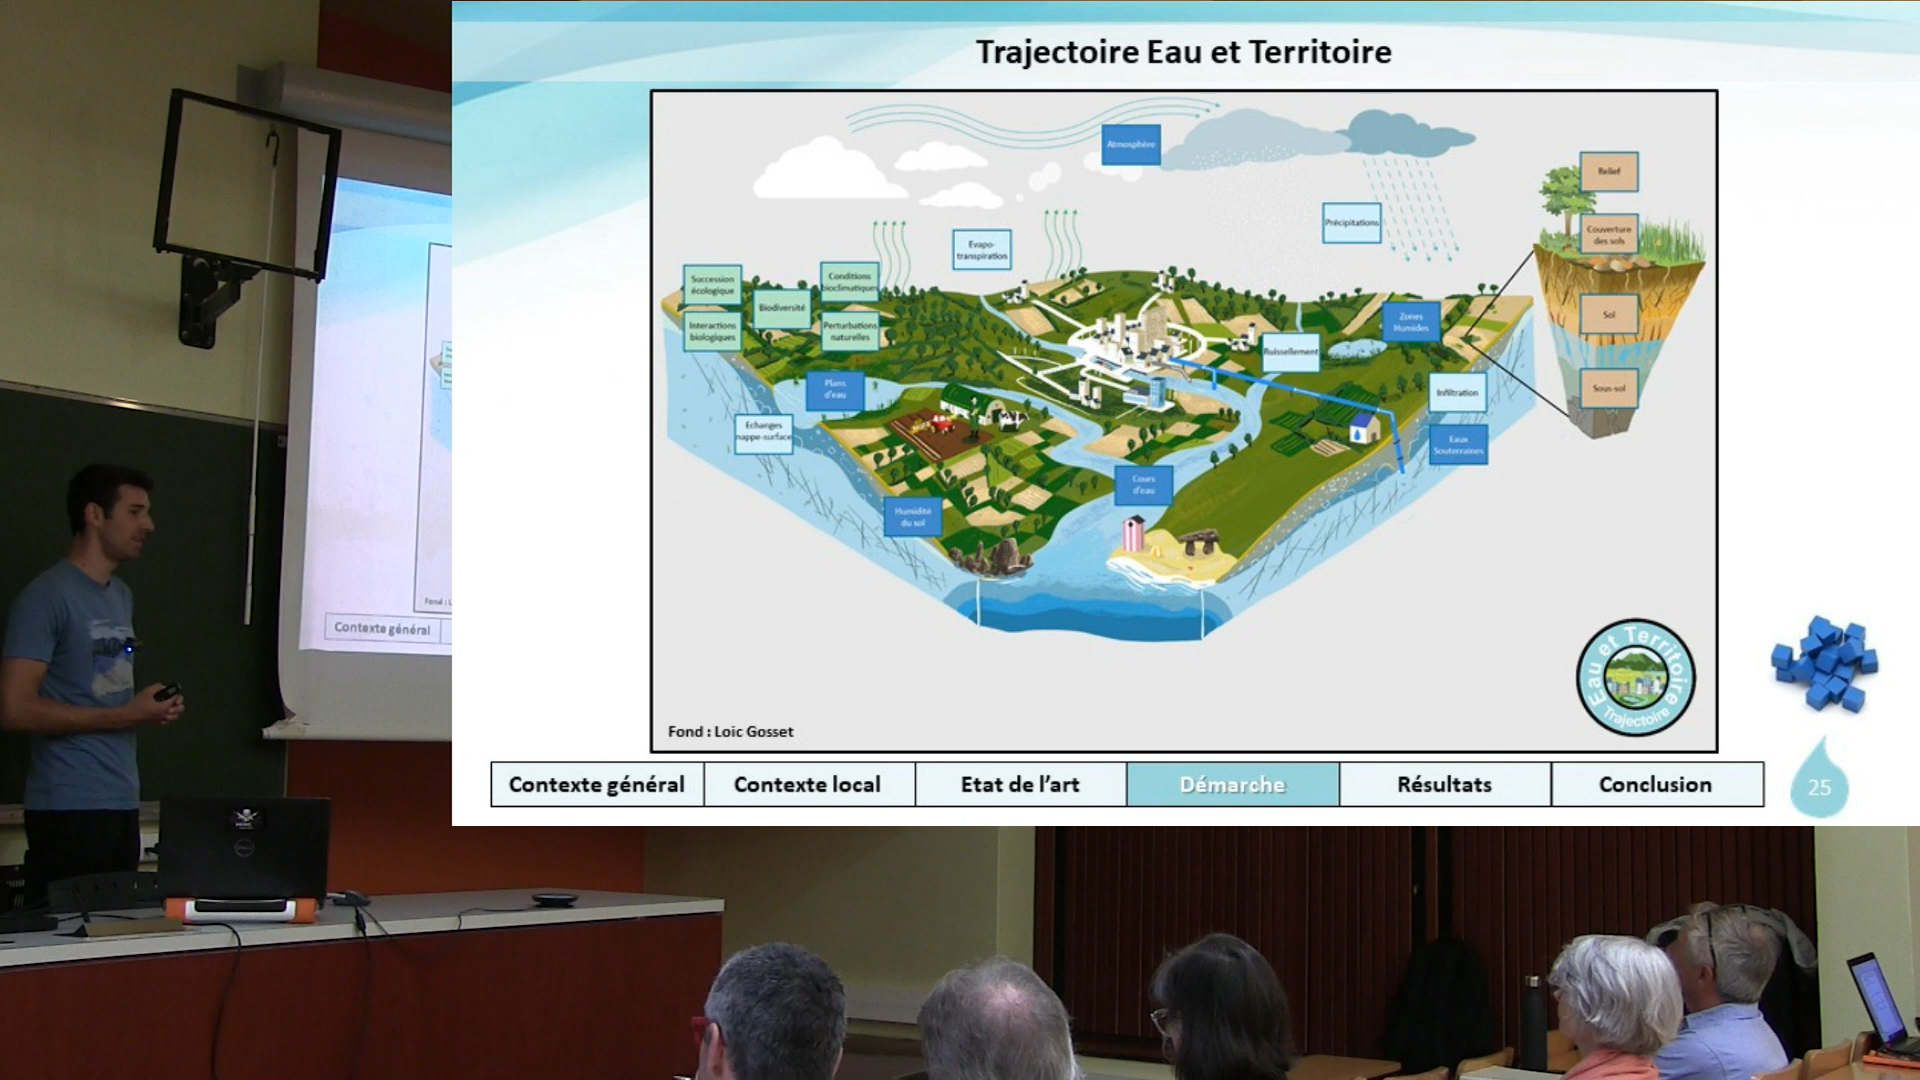 Trajectoire Eau et Territoire
Atmosphère
Relief
Couverture
des sols
Précipitations
Evapo-
transpiration
Succession
écologique
Conditions
bioclimatiques
Biodiversité
Interactions
biologiques
Perturbations
naturelles
Zones
Humides
Sol
Ruissellement
Plans
d'eau
Infiltration
Sous-sol
Echanges
nappe-surface
Eaux
Souterraines
Cours
d'eau
Humidité
du sol
Eau et Territoire
Trajectoire
Fond : Loic Gosset
Contexte général
Contexte général
Contexte local
Etat de l'art
Démarche
Résultats
Conclusion
25
DELL